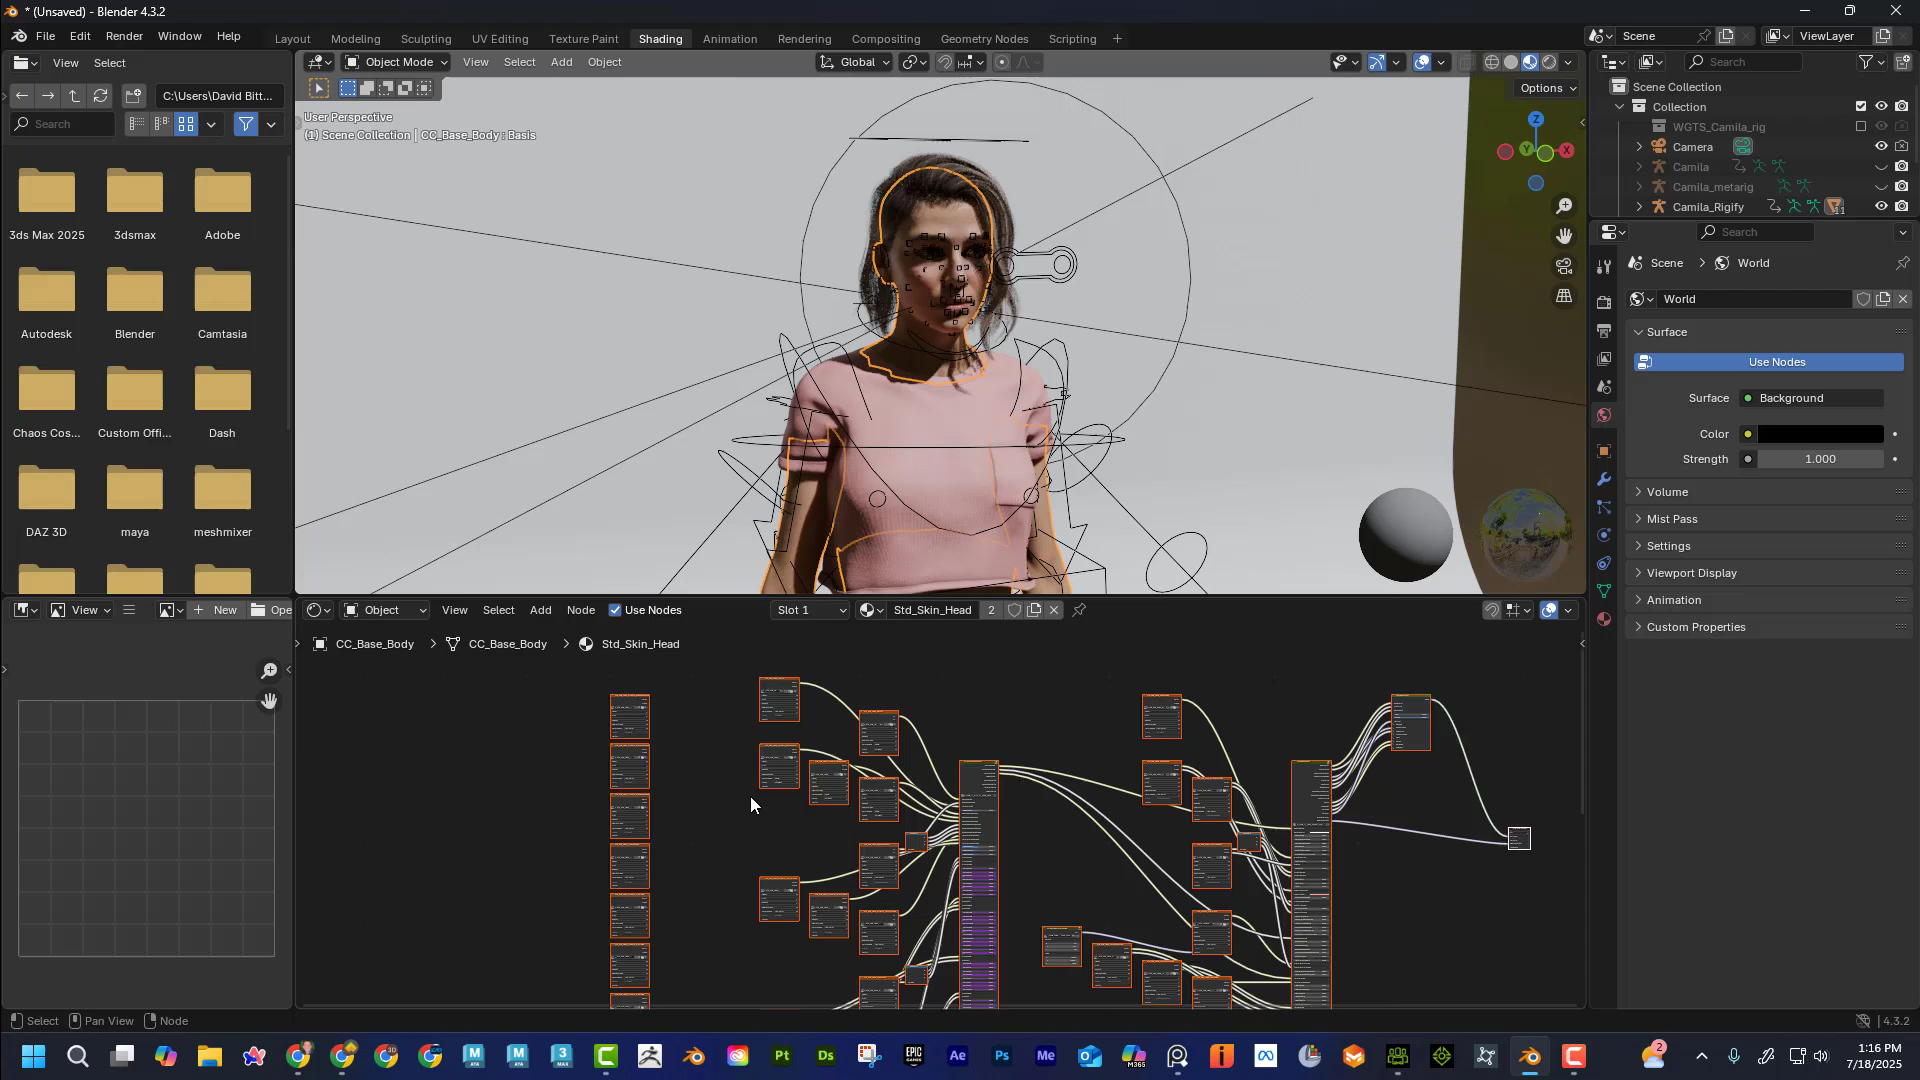 * (Unsaved) - Blender 4.3.2
File Edit Render Window Help
Layout Modeling Sculpting UV Editing Texture Paint Shading Animation Rendering Compositing Geometry Nodes Scripting +
Scene
ViewLayer
View Select
C:\Users\David Bitt...
Search
3ds Max 2025
3dsmax
Adobe
Autodesk
Blender
Camtasia
Chaos Cos...
Custom Offi...
Dash
DAZ 3D
maya
meshmixer
Object Mode View Select Add Object
Global
Options
User Perspective
(1) Scene Collection | CC_Base_Body : Basis
Z
Y
X
Search
Scene Collection
Collection
WGTS_Camila_rig
Camera
Camila
Camila_metarig
Camila_Rigify
11
Search
Scene > World
World
Surface
Use Nodes
Surface Background
Color
Strength 1.000
Volume
Mist Pass
Settings
Viewport Display
Animation
Custom Properties
View
New
Ope
Object View Select Add Node Use Nodes
Slot 1
Std_Skin_Head 2
CC_Base_Body > CC_Base_Body > Std_Skin_Head
Select Pan View Node
4.3.2
1:16 PM
7/18/2025